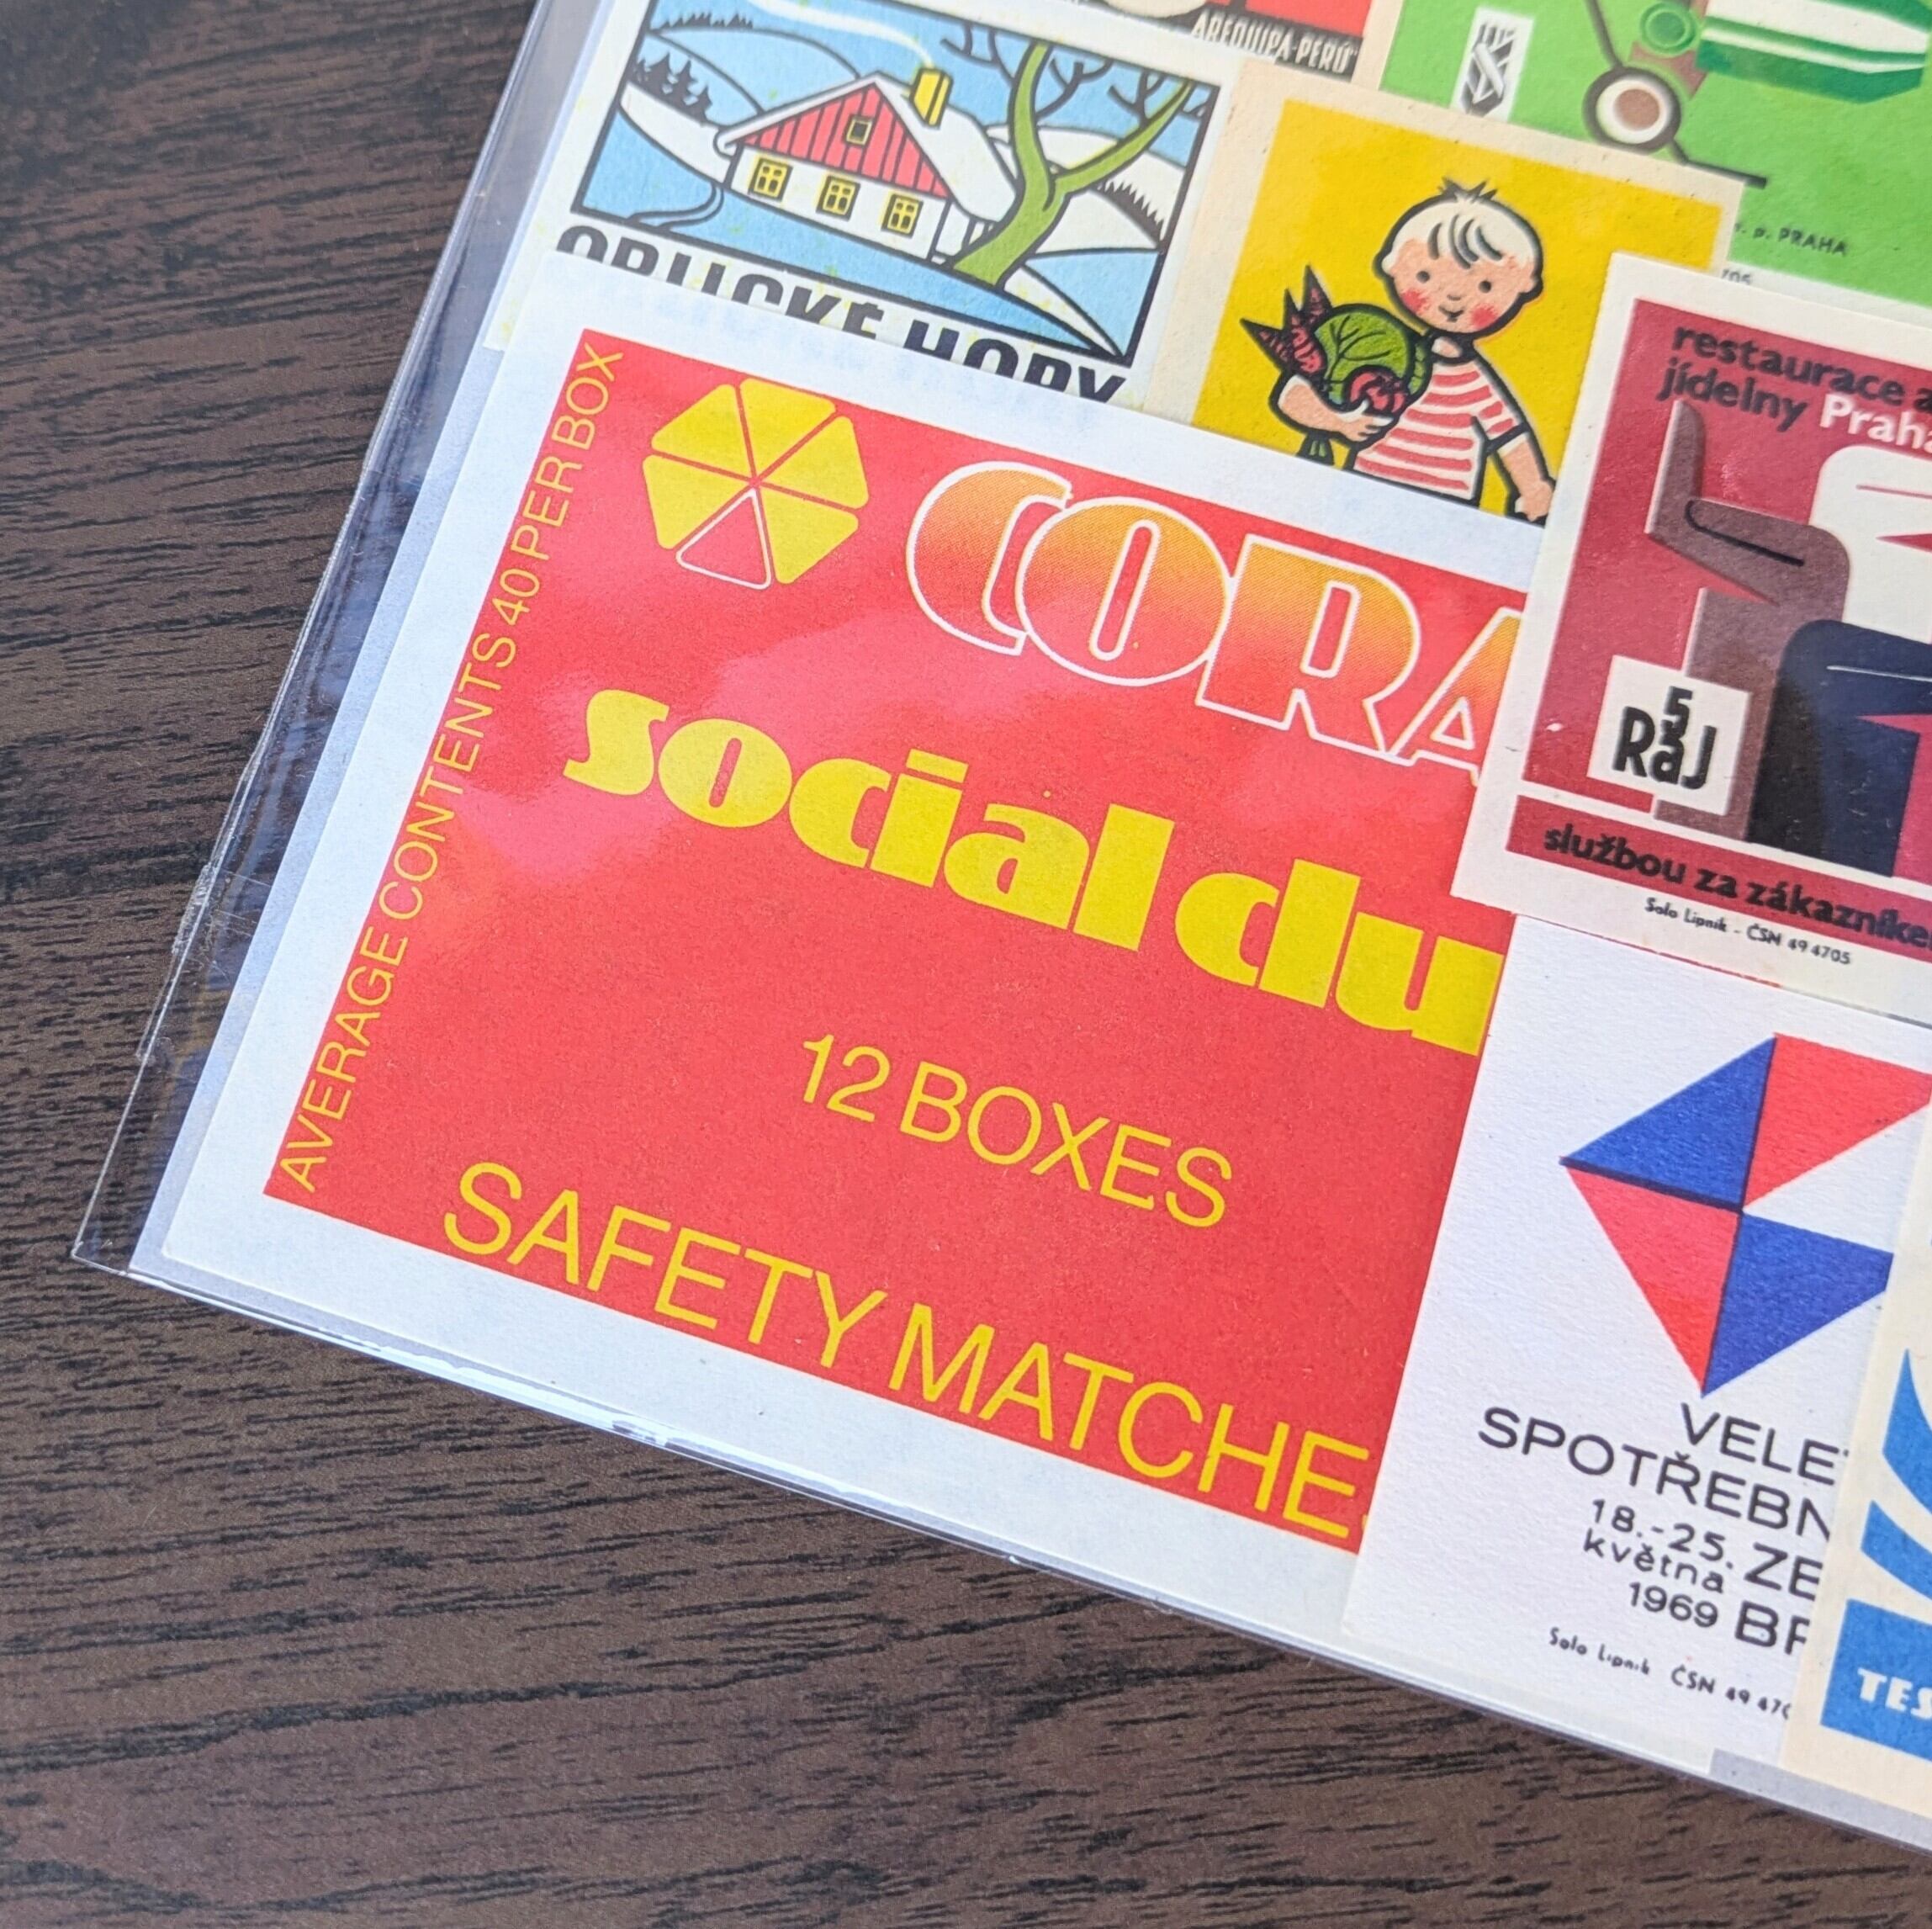 AREQUIPA-PERÚ
n. p. PRAHA
ORLICKÉ HORY
restaurace a
jídelny Praha
5
RaJ
službou za zákazníke
Solo Lipník - ČSN 49 4705
AVERAGE CONTENTS 40 PER BOX
CORA
social clu
12 BOXES
SAFETY MATCHE
VELE
SPOTŘEBN
18.-25. ZE
května
1969 BR
Solo Lipník ČSN 49 470
TES